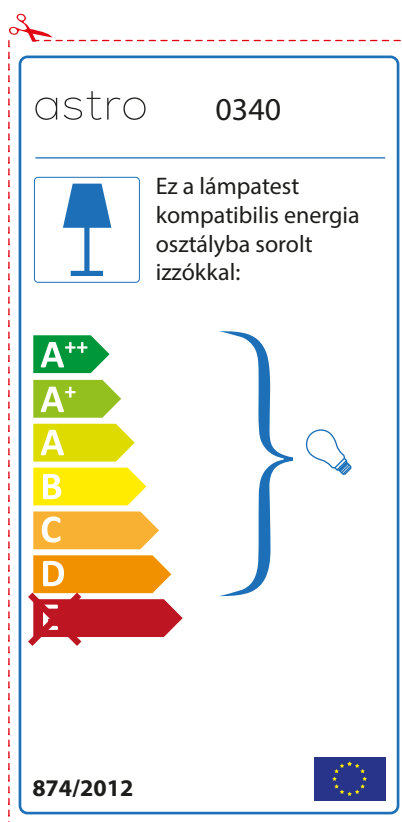 astro 0340
Ez a lámpatest
kompatibilis energia
osztályba sorolt
izzókkal:
A++
A+
A
B
C
D
E
874/2012